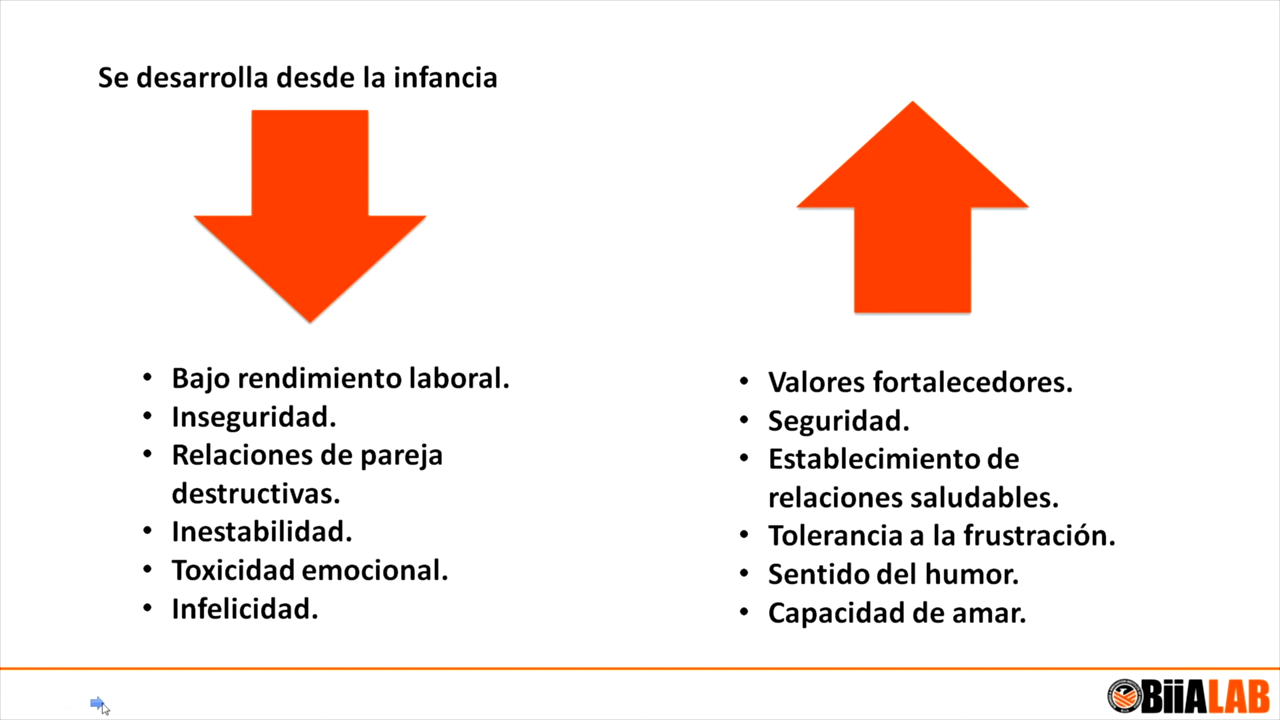 Se desarrolla desde la infancia
• Bajo rendimiento laboral.
• Inseguridad.
• Relaciones de pareja
destructivas.
• Inestabilidad.
• Toxicidad emocional.
• Infelicidad.
• Valores fortalecedores.
• Seguridad.
• Establecimiento de
relaciones saludables.
• Tolerancia a la frustración.
• Sentido del humor.
• Capacidad de amar.
BiiALAB